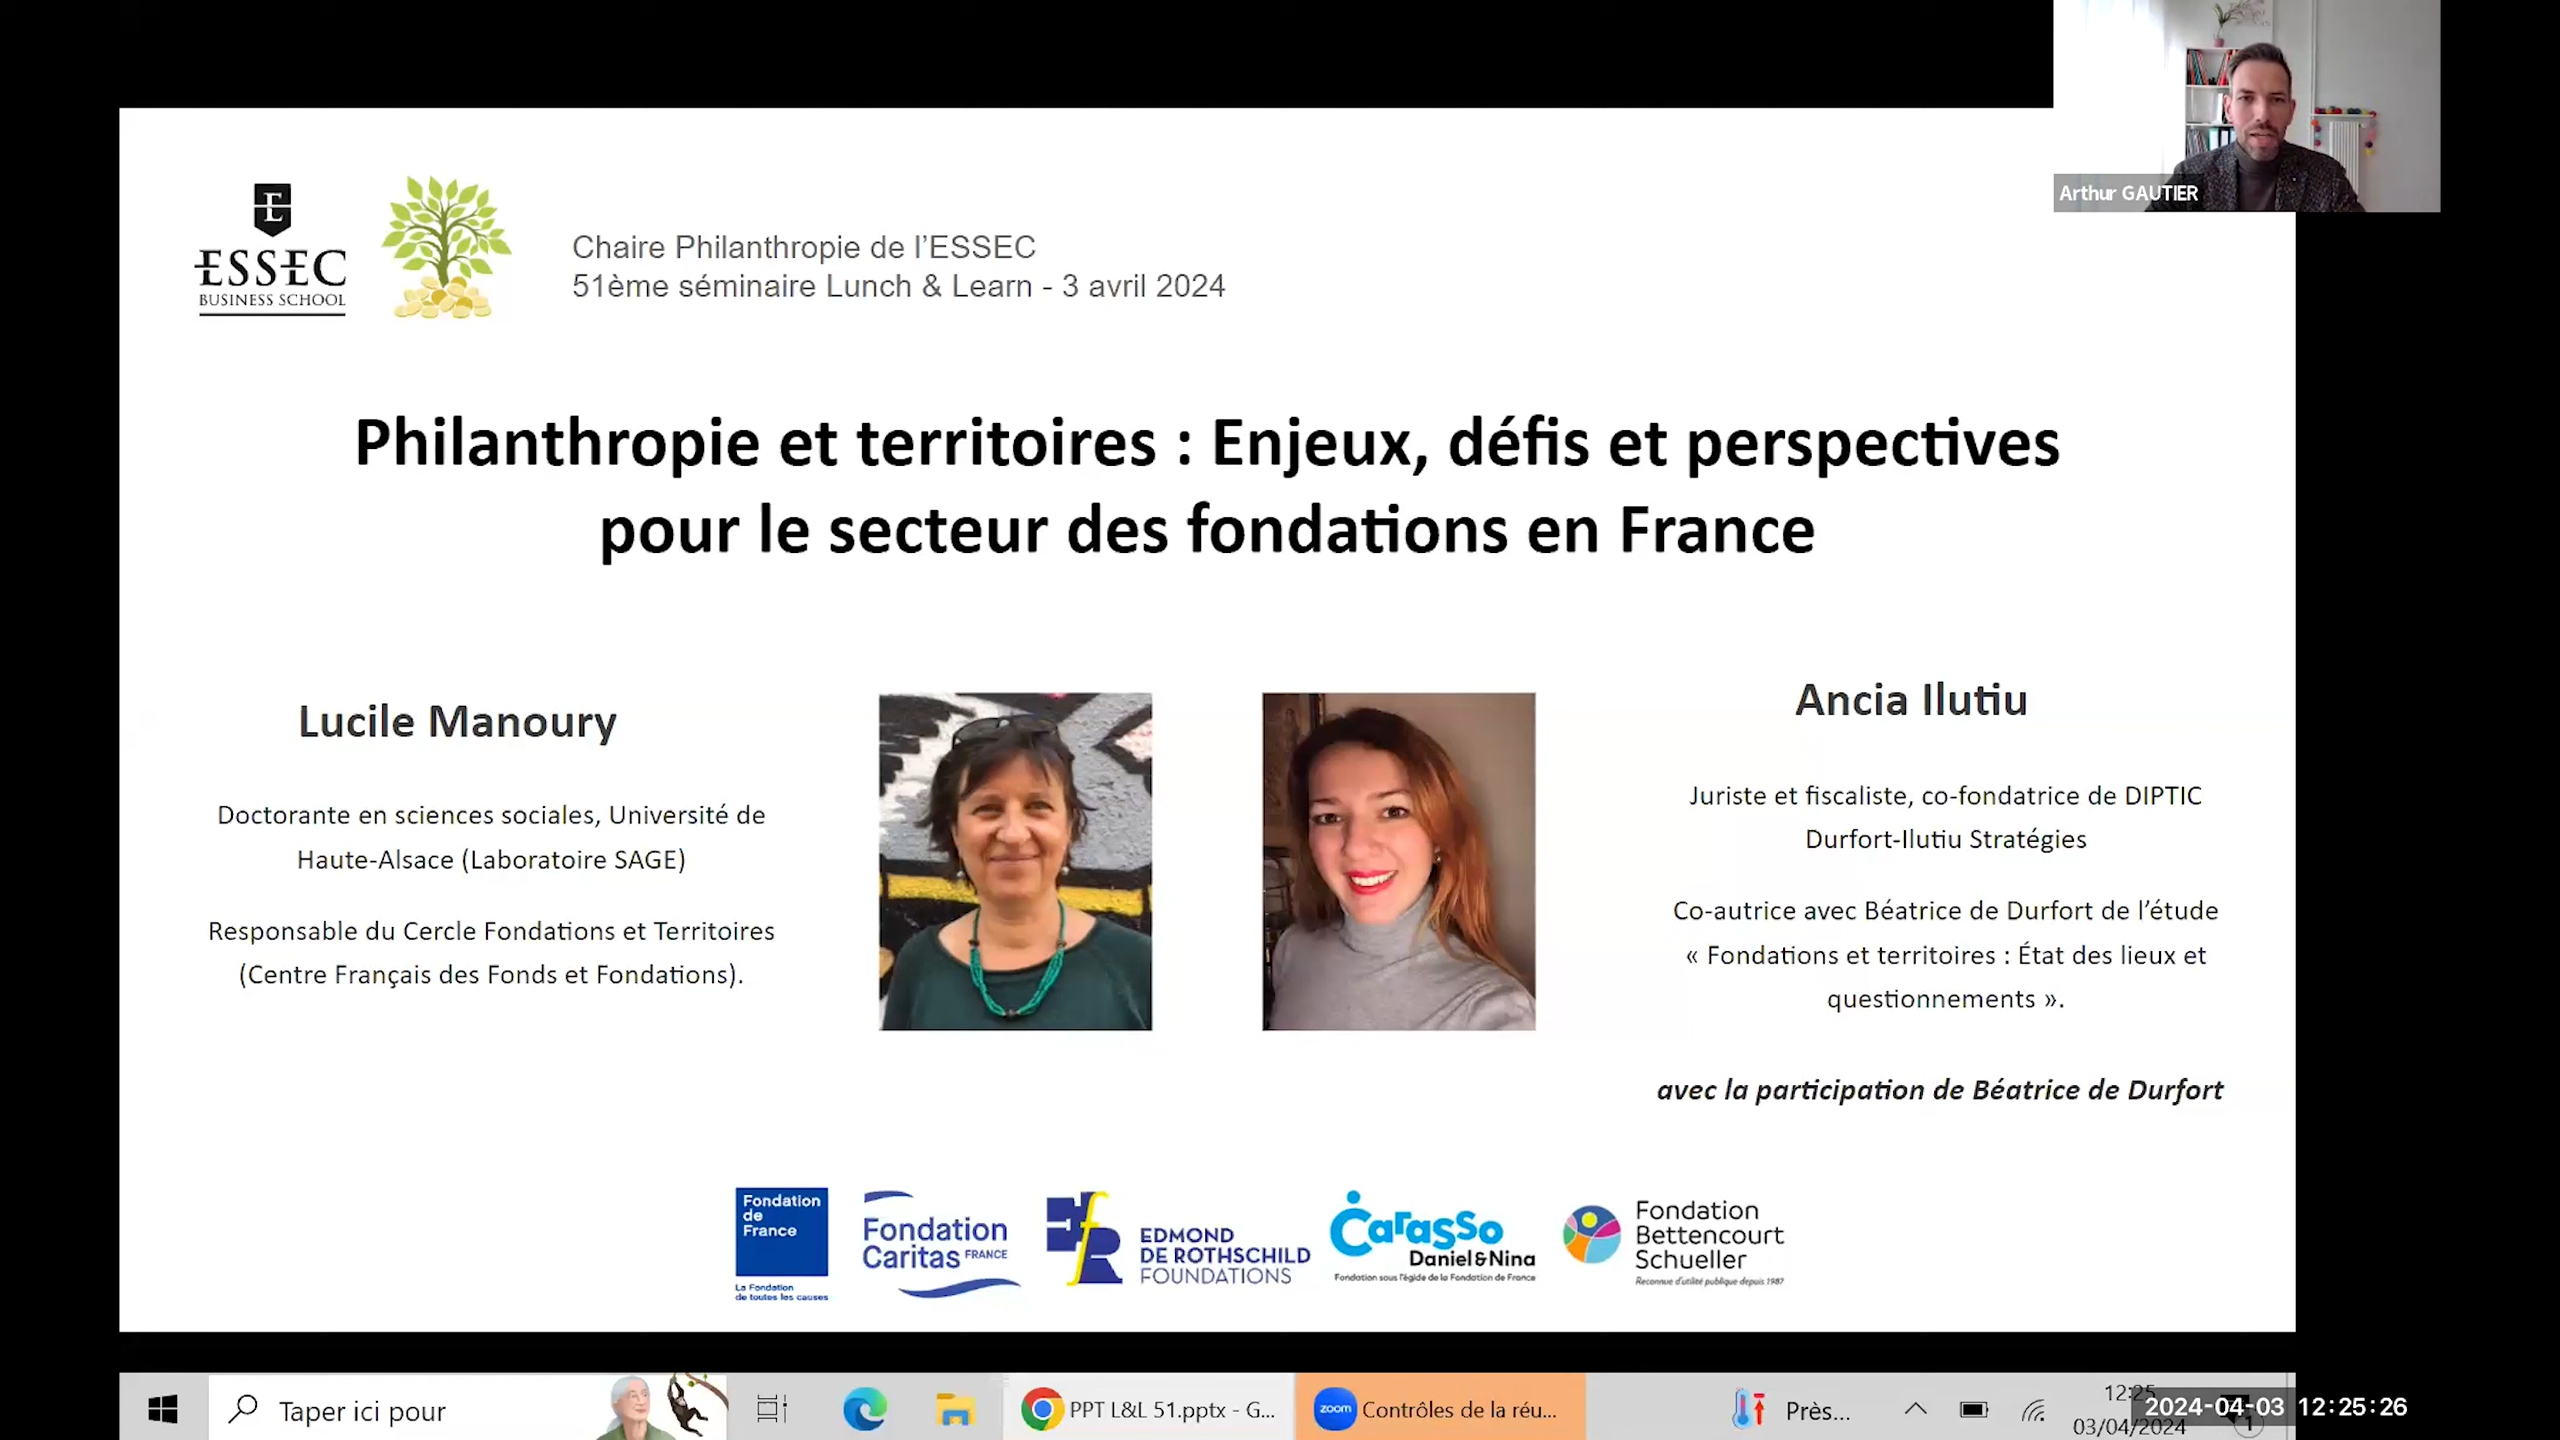 Arthur GAUTIER
ESSEC
BUSINESS SCHOOL
Chaire Philanthropie de l'ESSEC
51ème séminaire Lunch & Learn - 3 avril 2024
Philanthropie et territoires : Enjeux, défis et perspectives
pour le secteur des fondations en France
Lucile Manoury
Doctorante en sciences sociales, Université de
Haute-Alsace (Laboratoire SAGE)
Responsable du Cercle Fondations et Territoires
(Centre Français des Fonds et Fondations).
Ancia Ilutiu
Juriste et fiscaliste, co-fondatrice de DIPTIC
Durfort-Ilutiu Stratégies
Co-autrice avec Béatrice de Durfort de l'étude
« Fondations et territoires : État des lieux et
questionnements ».
avec la participation de Béatrice de Durfort
Fondation
de
France
La Fondation
de toutes les causes
Fondation
Caritas FRANCE
EDMOND
DE ROTHSCHILD
FOUNDATIONS
Carasso
Daniel & Nina
Fondation sous l'égide de la Fondation de France
Fondation
Bettencourt
Schueller
Reconnue d'utilité publique depuis 1987
Taper ici pour
PPT L&L 51.pptx - G...
zoom
Contrôles de la réu...
Près...
12:25
03/04/2024
2024-04-03 12:25:26
1